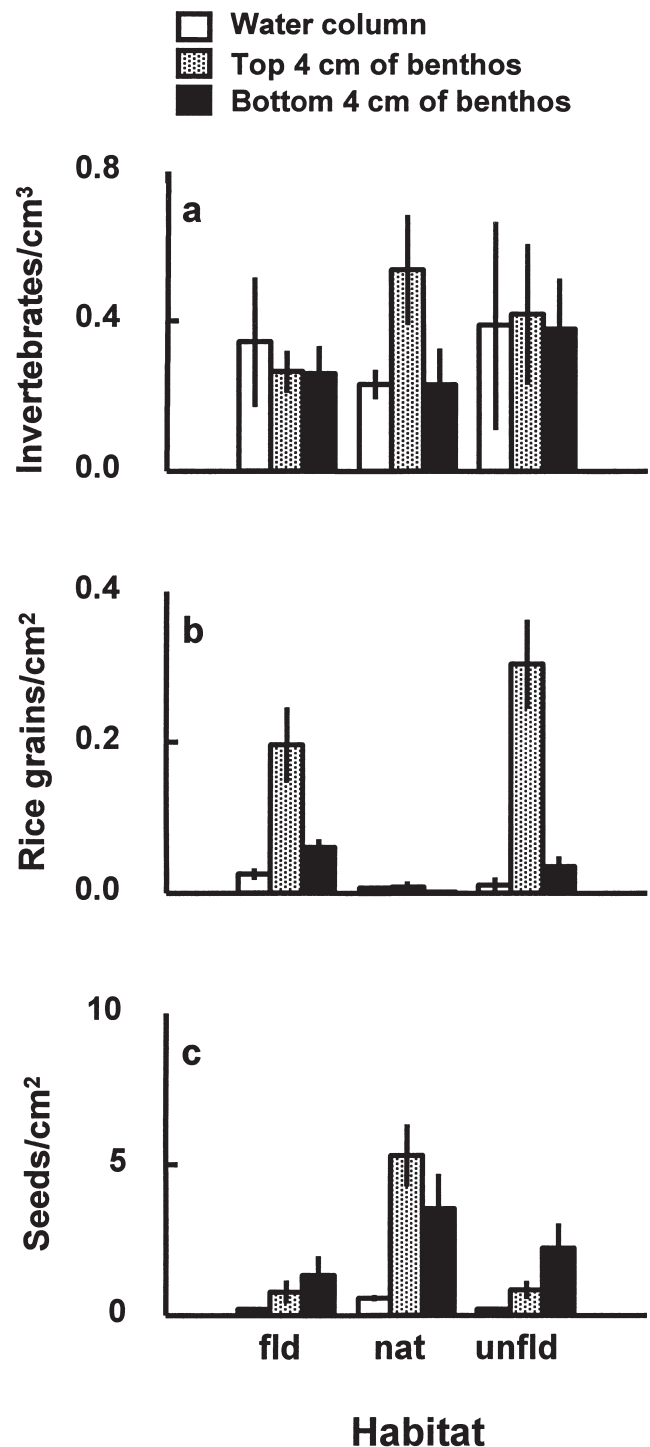 Water column
Top 4 cm of benthos
Bottom 4 cm of benthos
Invertebrates/cm³
0.8
a
0.4
0.0
Rice grains/cm²
0.4
b
0.2
0.0
Seeds/cm²
10
c
5
0
fld nat unfld
Habitat